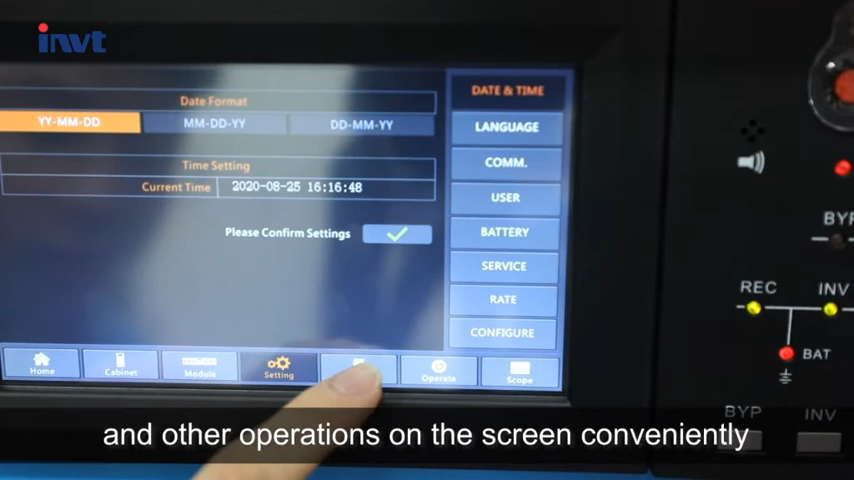 invt
Date Format
YY-MM-DD
MM-DD-YY
DD-MM-YY
Time Setting
Current Time
2020-08-25 16:16:48
Please Confirm Settings
DATE & TIME
LANGUAGE
COMM.
USER
BATTERY
SERVICE
RATE
CONFIGURE
Home
Cabinet
Module
Setting
Operate
Scope
REC
INV
BAT
BYP
INV
and other operations on the screen conveniently